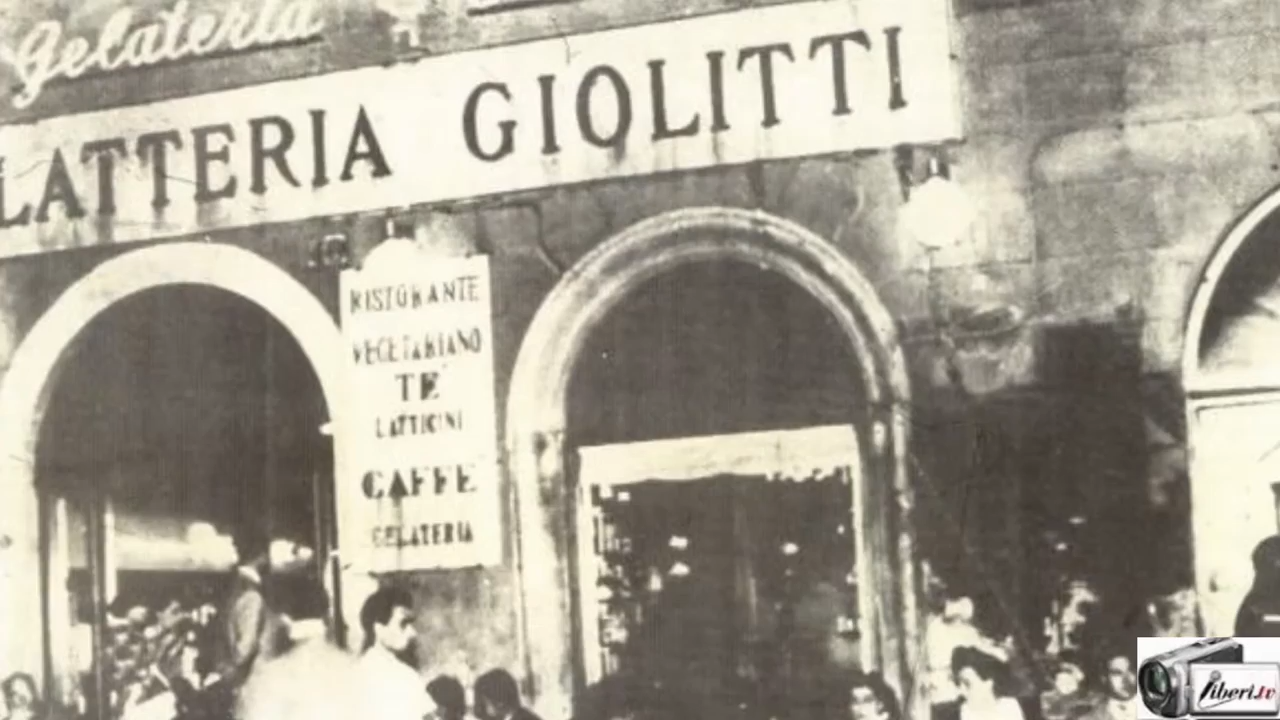 Gelateria
LATTERIA GIOLITTI
RISTORANTE
VEGETARIANO
TE
LATTICINI
CAFFE
GELATERIA
liberi.tv